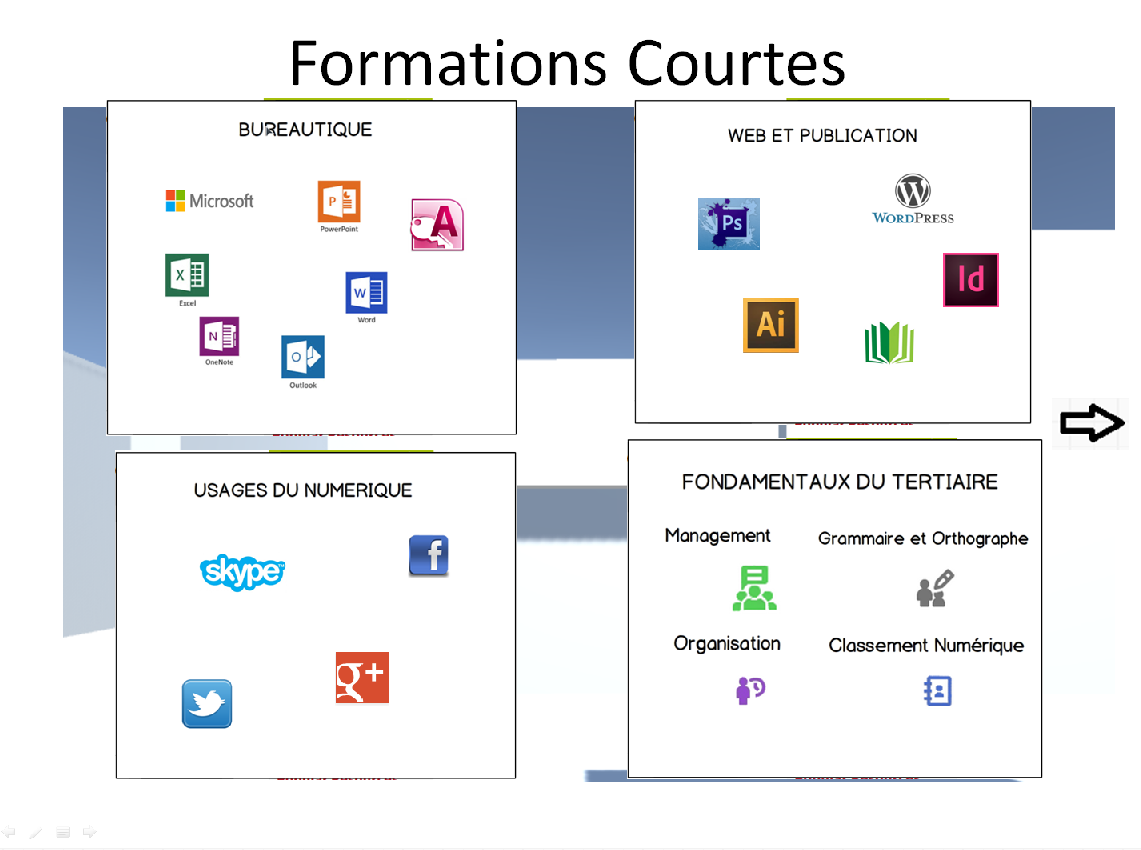 Formations Courtes
BUREAUTIQUE
Microsoft
P
PowerPoint
A
X
Excel
W
Word
N
OneNote
O
Outlook
WEB ET PUBLICATION
Ps
WORDPRESS
Id
Ai
USAGES DU NUMERIQUE
skype™
f
g+
FONDAMENTAUX DU TERTIAIRE
Management
Grammaire et Orthographe
Organisation
Classement Numérique